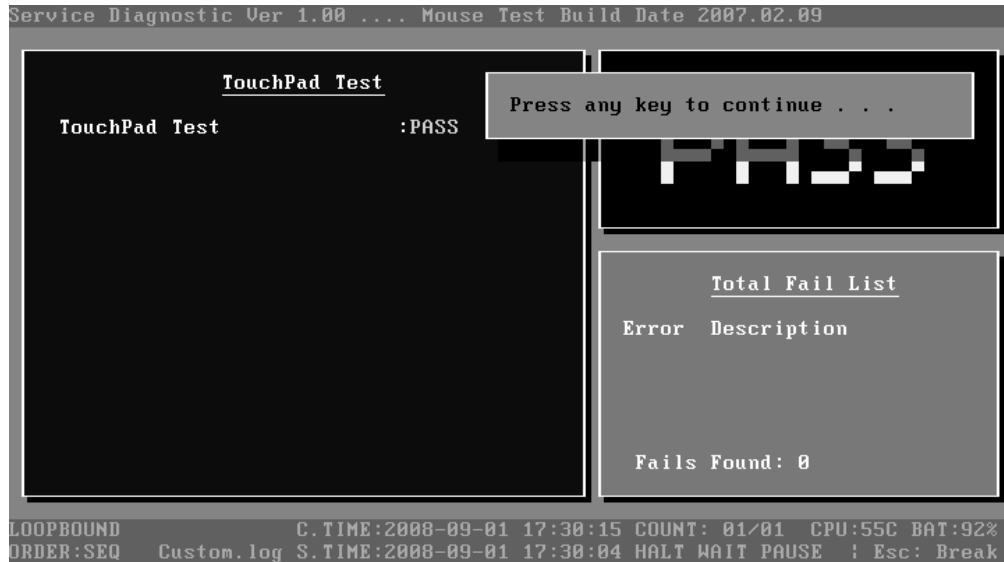 Service Diagnostic Ver 1.00 .... Mouse Test Build Date 2007.02.09
TouchPad Test
TouchPad Test :PASS
Press any key to continue . . .
PASS
Total Fail List
Error Description
Fails Found: 0
LOOPBOUND C.TIME:2008-09-01 17:30:15 COUNT: 01/01 CPU:55C BAT:92%
ORDER:SEQ Custom.log S.TIME:2008-09-01 17:30:04 HALT WAIT PAUSE ¦ Esc: Break